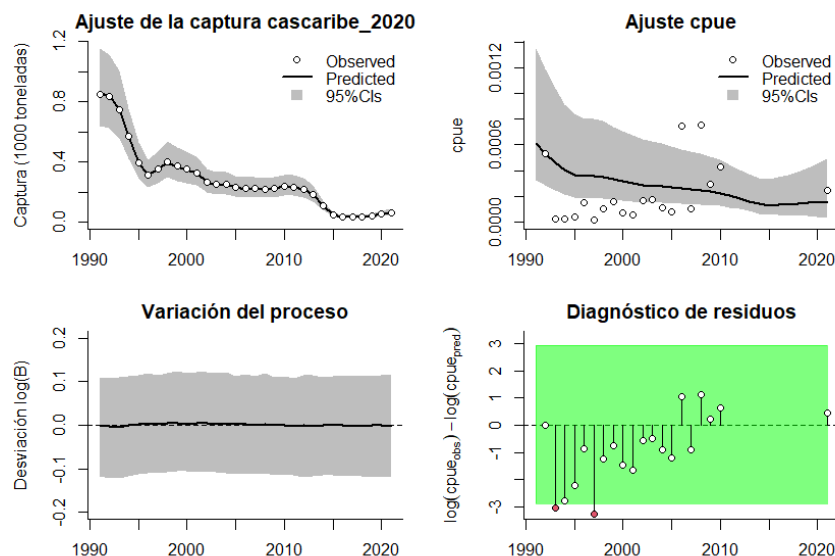 Ajuste de la captura cascaribe_2020
Captura (1000 toneladas)
0.0 0.4 0.8 1.2
Observed
Predicted
95%CIs
1990 2000 2010 2020
Ajuste cpue
cpue
0.0000 0.0006 0.0012
Observed
Predicted
95%CIs
1990 2000 2010 2020
Variación del proceso
Desviación log(B)
-0.2 -0.1 0.0 0.1 0.2
1990 2000 2010 2020
Diagnóstico de residuos
log(cpueobs) − log(cpuepred)
-3 -1 0 1 2 3
1990 2000 2010 2020